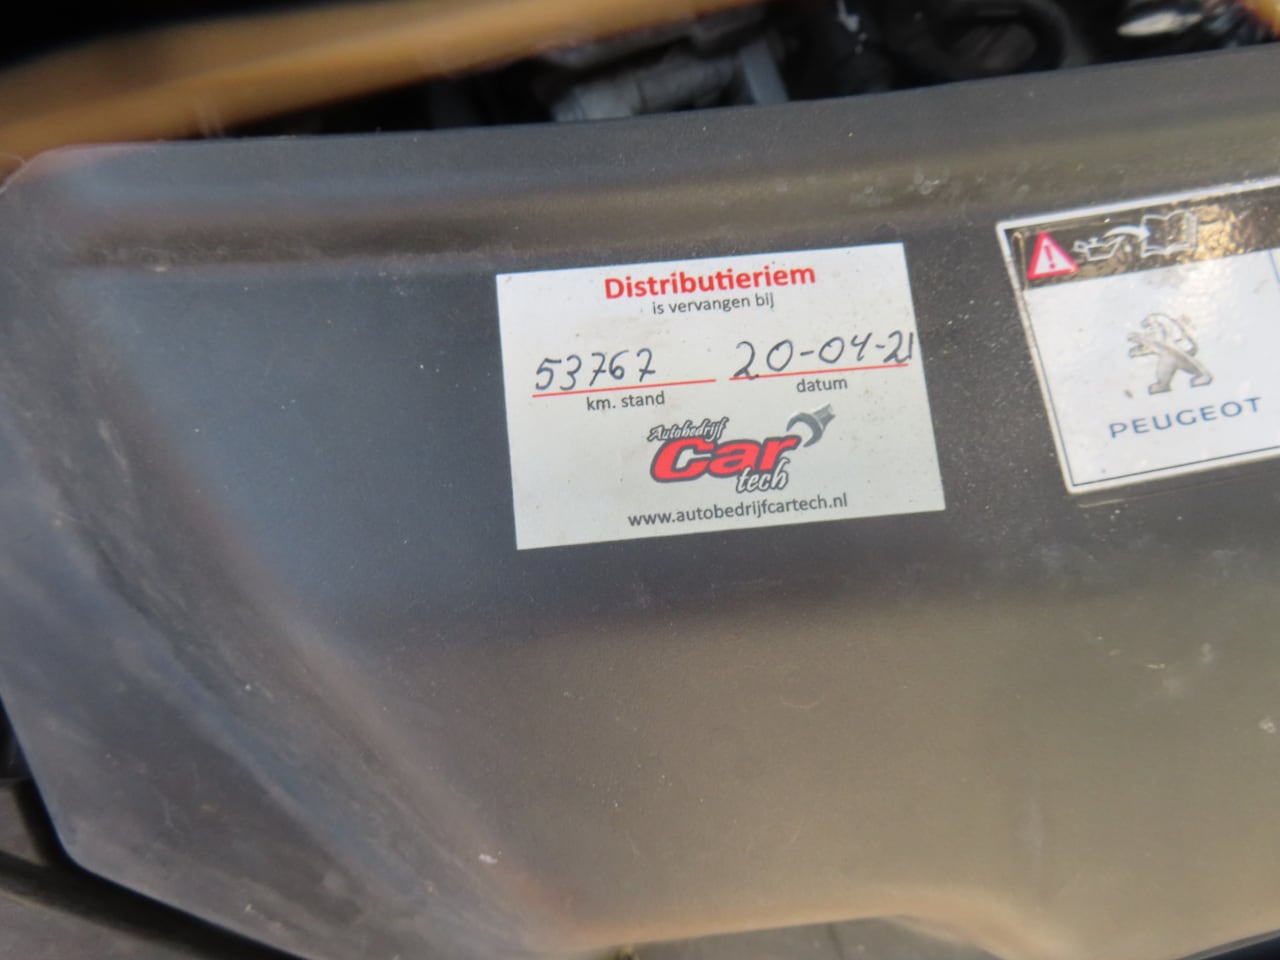 Distributieriem
is vervangen bij
53767 20-04-21
km. stand datum
Autobedrijf
Car
tech
www.autobedrijfcartech.nl
PEUGEOT